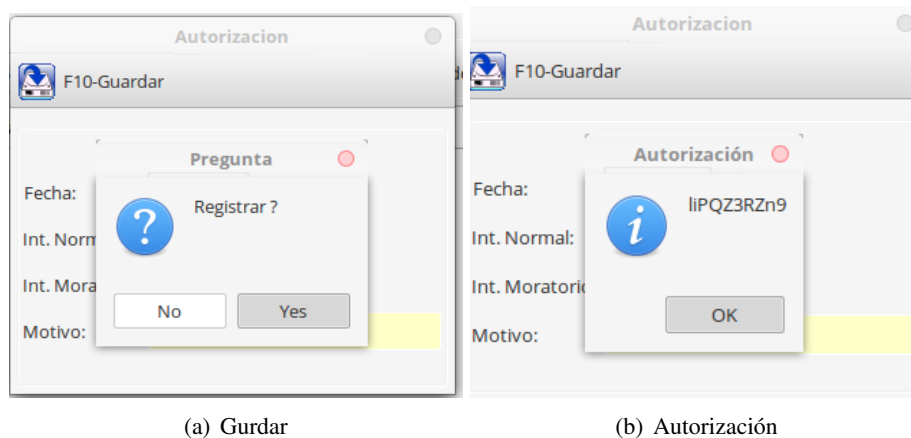 Autorizacion
F10-Guardar
Pregunta
Fecha:
Registrar ?
Int. Norm
Int. Mora
No
Yes
Motivo:
(a) Gurdar
Autorizacion
F10-Guardar
Autorización
Fecha:
liPQZ3RZn9
Int. Normal:
Int. Moratorio
OK
Motivo:
(b) Autorización